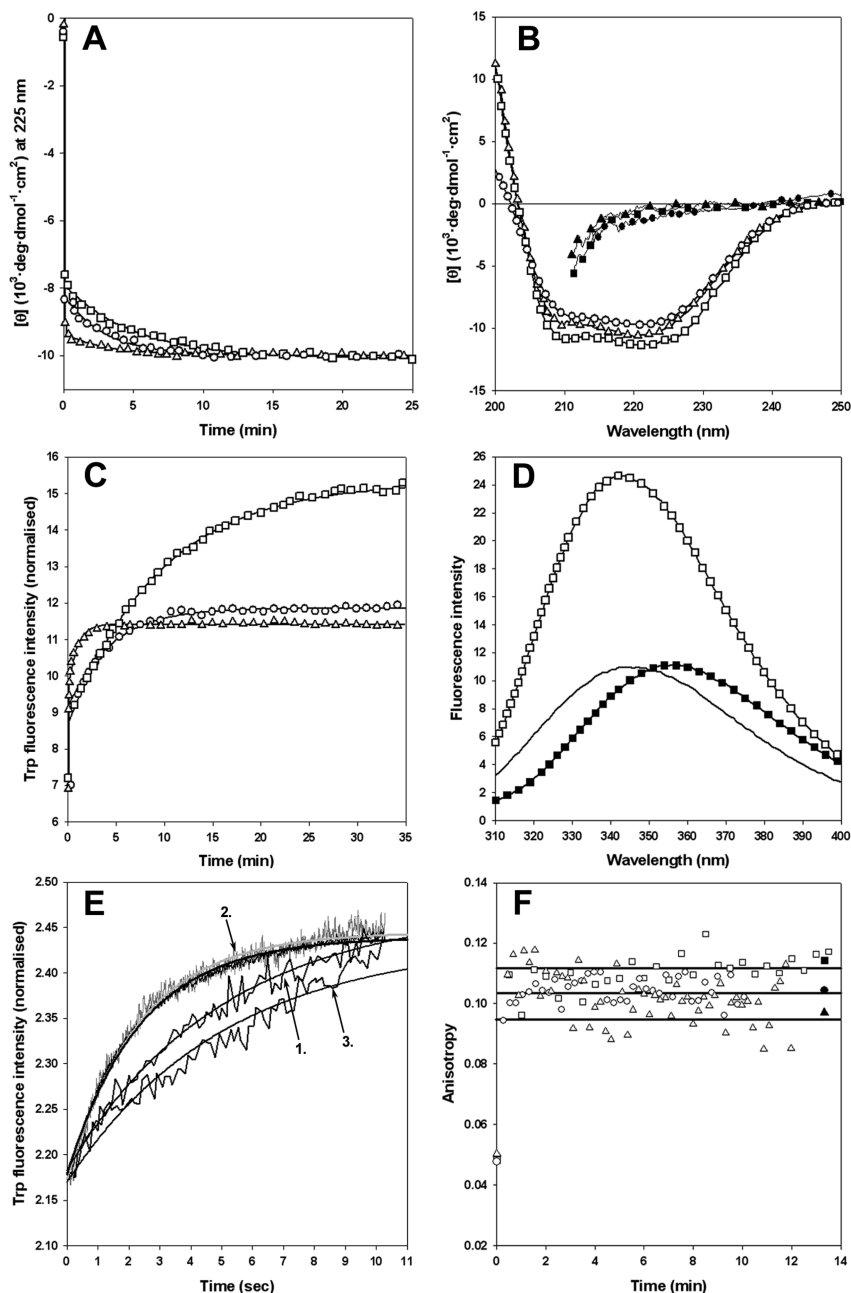 A
0
-2
-4
-6
-8
-10
[θ] (10³·deg·dmol⁻¹·cm²) at 225 nm
0 5 10 15 20 25
Time (min)
B
15
10
5
0
-5
-10
-15
[θ] (10³·deg·dmol⁻¹·cm²)
200 210 220 230 240 250
Wavelength (nm)
C
16
15
14
13
12
11
10
9
8
7
6
Trp fluorescence intensity (normalised)
0 5 10 15 20 25 30 35
Time (min)
D
26
24
22
20
18
16
14
12
10
8
6
4
2
0
Fluorescence intensity
310 320 330 340 350 360 370 380 390 400
Wavelength (nm)
E
2.50
2.45
2.40
2.35
2.30
2.25
2.20
2.15
2.10
Trp fluorescence intensity (normalised)
2.
1.
3.
0 1 2 3 4 5 6 7 8 9 10 11
Time (sec)
F
0.14
0.12
0.10
0.08
0.06
0.04
0.02
Anisotropy
0 2 4 6 8 10 12 14
Time (min)